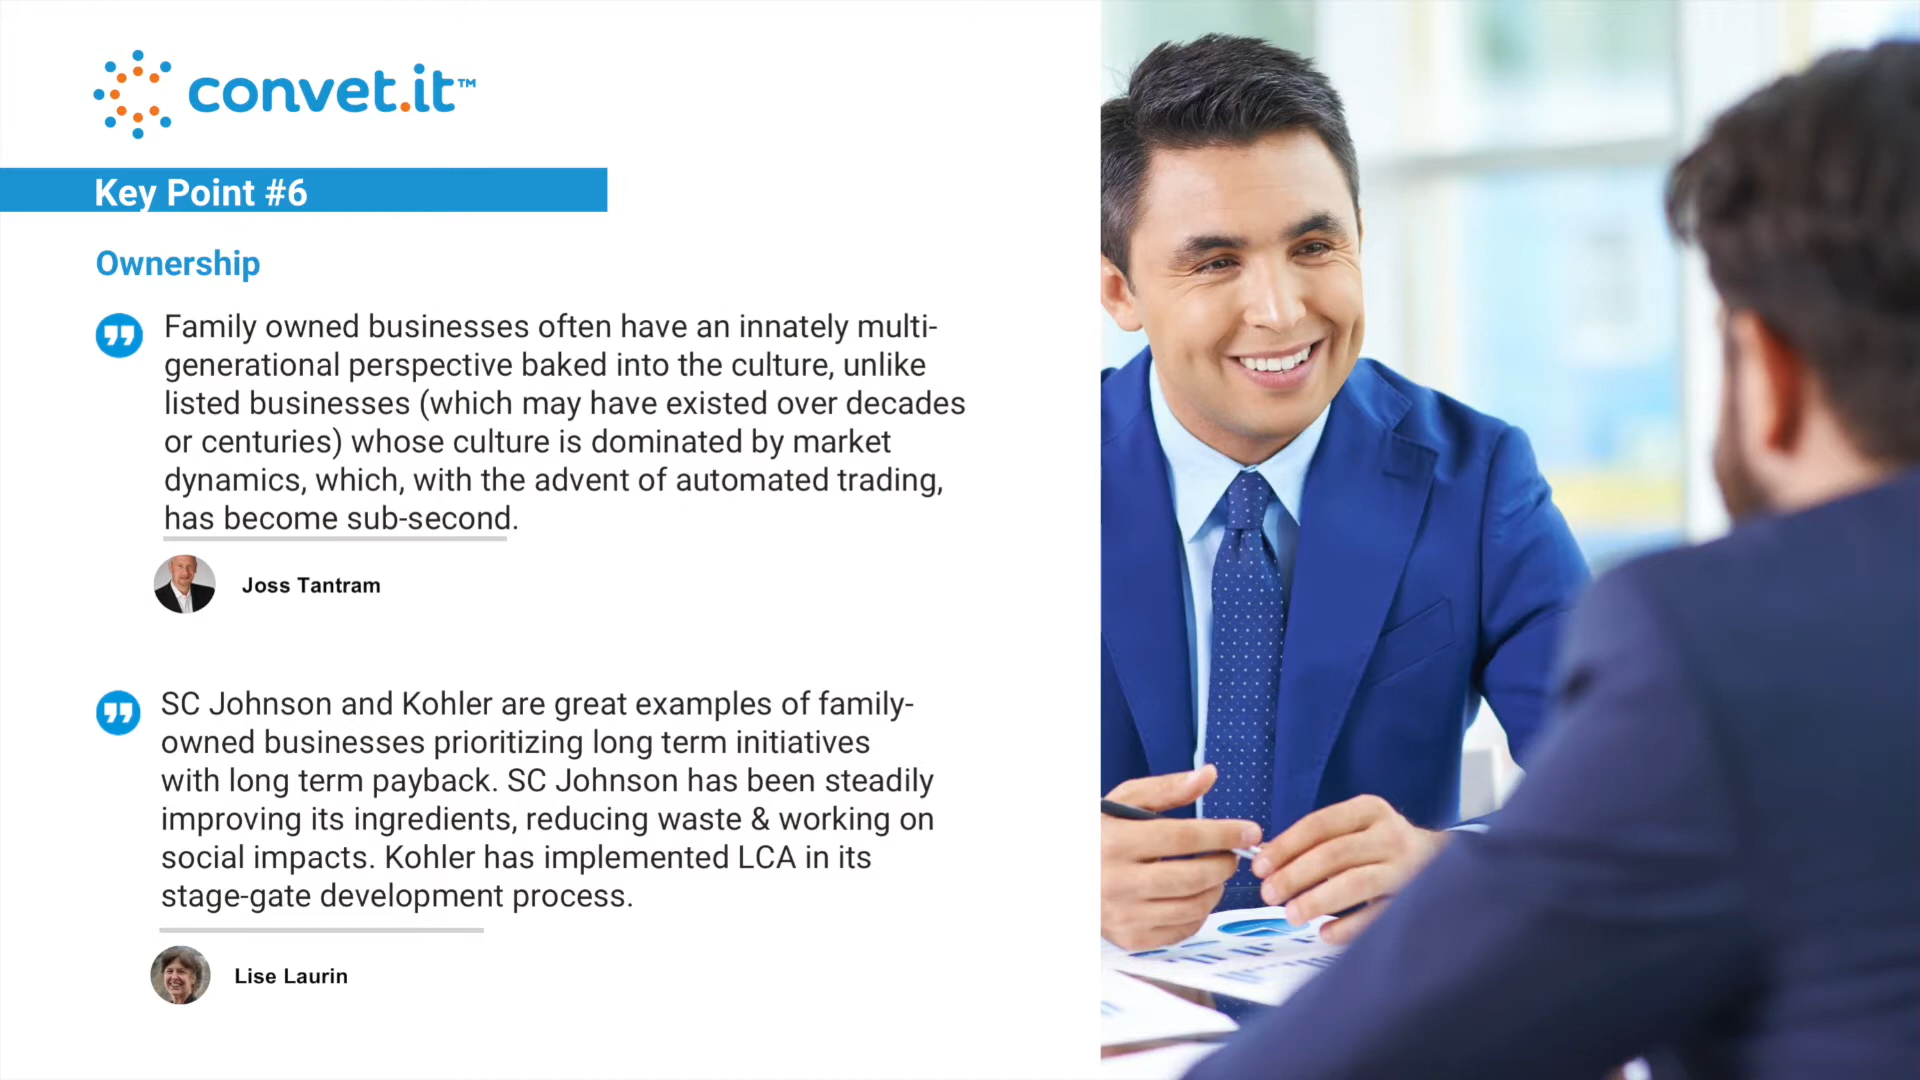 convet.it™
Key Point #6
Ownership
Family owned businesses often have an innately multi-
generational perspective baked into the culture, unlike
listed businesses (which may have existed over decades
or centuries) whose culture is dominated by market
dynamics, which, with the advent of automated trading,
has become sub-second.
Joss Tantram
SC Johnson and Kohler are great examples of family-
owned businesses prioritizing long term initiatives
with long term payback. SC Johnson has been steadily
improving its ingredients, reducing waste & working on
social impacts. Kohler has implemented LCA in its
stage-gate development process.
Lise Laurin